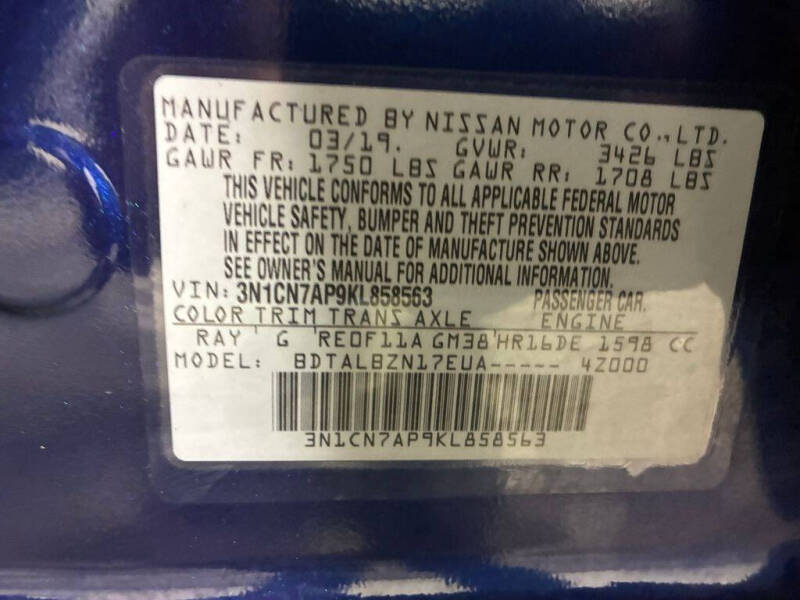 MANUFACTURED BY NISSAN MOTOR CO.,LTD.
DATE: 03/19. GVWR: 3426 LBS
GAWR FR: 1750 LBS GAWR RR: 1708 LBS
THIS VEHICLE CONFORMS TO ALL APPLICABLE FEDERAL MOTOR
VEHICLE SAFETY, BUMPER AND THEFT PREVENTION STANDARDS
IN EFFECT ON THE DATE OF MANUFACTURE SHOWN ABOVE.
SEE OWNER'S MANUAL FOR ADDITIONAL INFORMATION.
VIN: 3N1CN7AP9KL858563 PASSENGER CAR.
COLOR TRIM TRANS AXLE ENGINE
RAY G RE0F11A GM38 HR16DE 1598 CC
MODEL: BDTALBZN17EUA----- 4Z000
3N1CN7AP9KL858563